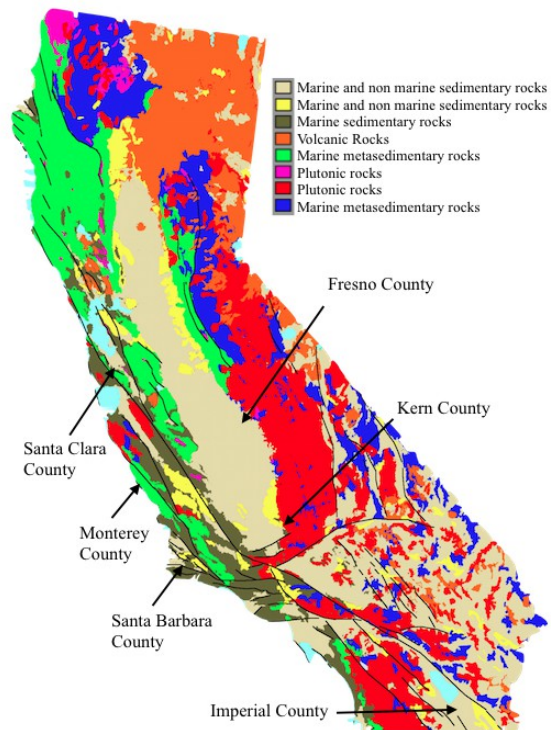 Marine and non marine sedimentary rocks
Marine and non marine sedimentary rocks
Marine sedimentary rocks
Volcanic Rocks
Marine metasedimentary rocks
Plutonic rocks
Plutonic rocks
Marine metasedimentary rocks
Fresno County
Kern County
Santa Clara
County
Monterey
County
Santa Barbara
County
Imperial County